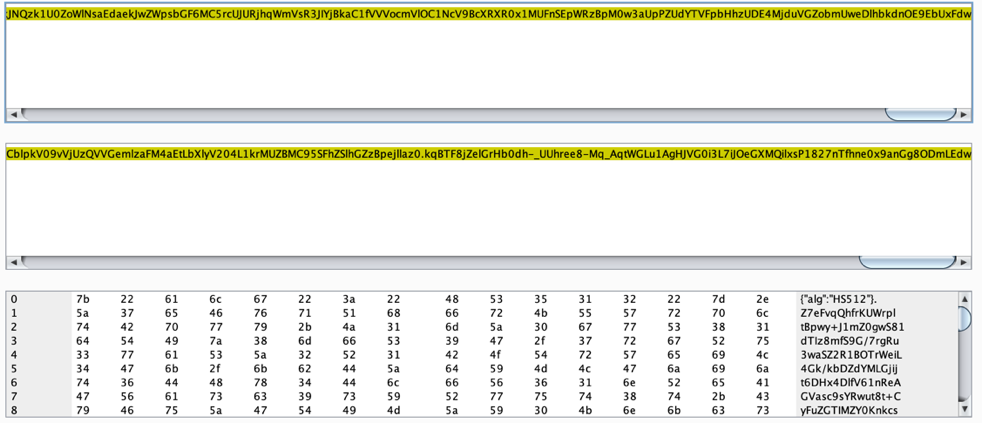 JNQzk1U0ZoWlNsaEdaekJwZWpsbGF6MC5rcUJURjhqWmVsR3JIYjBkaC1fVVVocmVlOC1NcV9BcXRXR0x1MUFnSEpWRzBpM0w3aUpPZUdYTVFpbHhzUDE4MjduVGZobmUweDlhbkdnOE9EbUxFdw
CblpkV09vVjUzQVVGemlzaFM4aEtLbXlyV204L1krMUZBMC95SFhZSlhGZzBpejllaz0.kqBTF8jZelGrHb0dh-_UUhree8-Mq_AqtWGLu1AgHJVG0i3L7iJOeGXMQilxsP1827nTfhne0x9anGg8ODmLEdw
0 7b 22 61 6c 67 22 3a 22 48 53 35 31 32 22 7d 2e {"alg":"HS512"}.
1 5a 37 65 46 76 71 51 68 66 72 4b 55 57 72 70 6c Z7eFvqQhfrKUWrpl
2 74 42 70 77 79 2b 4a 31 6d 5a 30 67 77 53 38 31 tBpwy+J1mZ0gwS81
3 64 54 49 7a 38 6d 66 53 39 47 2f 37 72 67 52 75 dTIz8mfS9G/7rgRu
4 33 77 61 53 5a 32 52 31 42 4f 54 72 57 65 69 4c 3waSZ2R1BOTrWeiL
5 34 47 6b 2f 6b 62 44 5a 64 59 4d 4c 47 6a 69 6a 4Gk/kbDZdYMLGjij
6 74 36 44 48 78 34 44 6c 66 56 36 31 6e 52 65 41 t6DHx4DlfV61nReA
7 47 56 61 73 63 39 73 59 52 77 75 74 38 74 2b 43 GVasc9sYRwut8t+C
8 79 46 75 5a 47 54 49 4d 5a 59 30 4b 6e 6b 63 73 yFuZGTIMZY0Knkcs